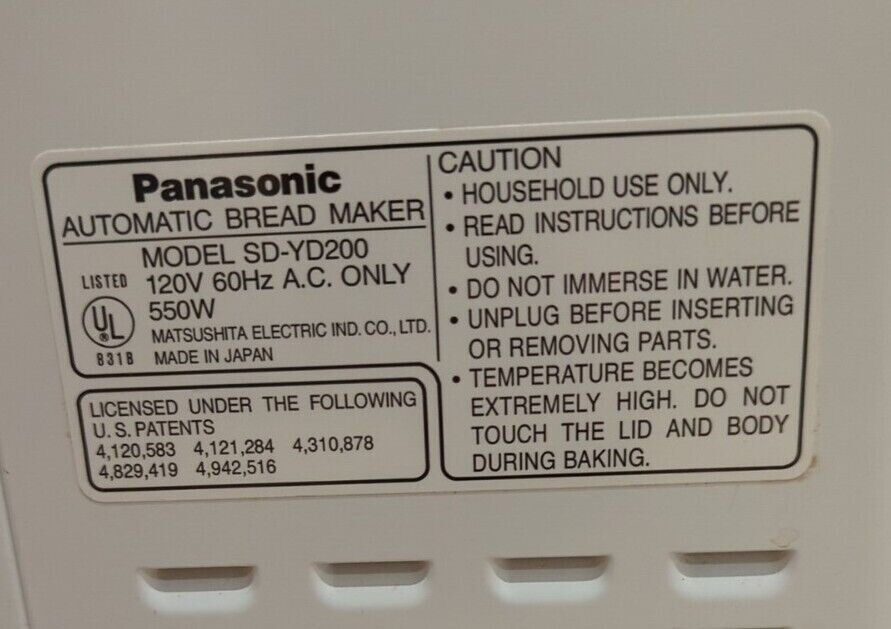 Panasonic
AUTOMATIC BREAD MAKER
MODEL SD-YD200
LISTED 120V 60Hz A.C. ONLY
UL 550W
® MATSUSHITA ELECTRIC IND. CO., LTD.
831B MADE IN JAPAN
LICENSED UNDER THE FOLLOWING
U.S. PATENTS
4,120,583 4,121,284 4,310,878
4,829,419 4,942,516
CAUTION
• HOUSEHOLD USE ONLY.
• READ INSTRUCTIONS BEFORE
USING.
• DO NOT IMMERSE IN WATER.
• UNPLUG BEFORE INSERTING
OR REMOVING PARTS.
• TEMPERATURE BECOMES
EXTREMELY HIGH. DO NOT
TOUCH THE LID AND BODY
DURING BAKING.